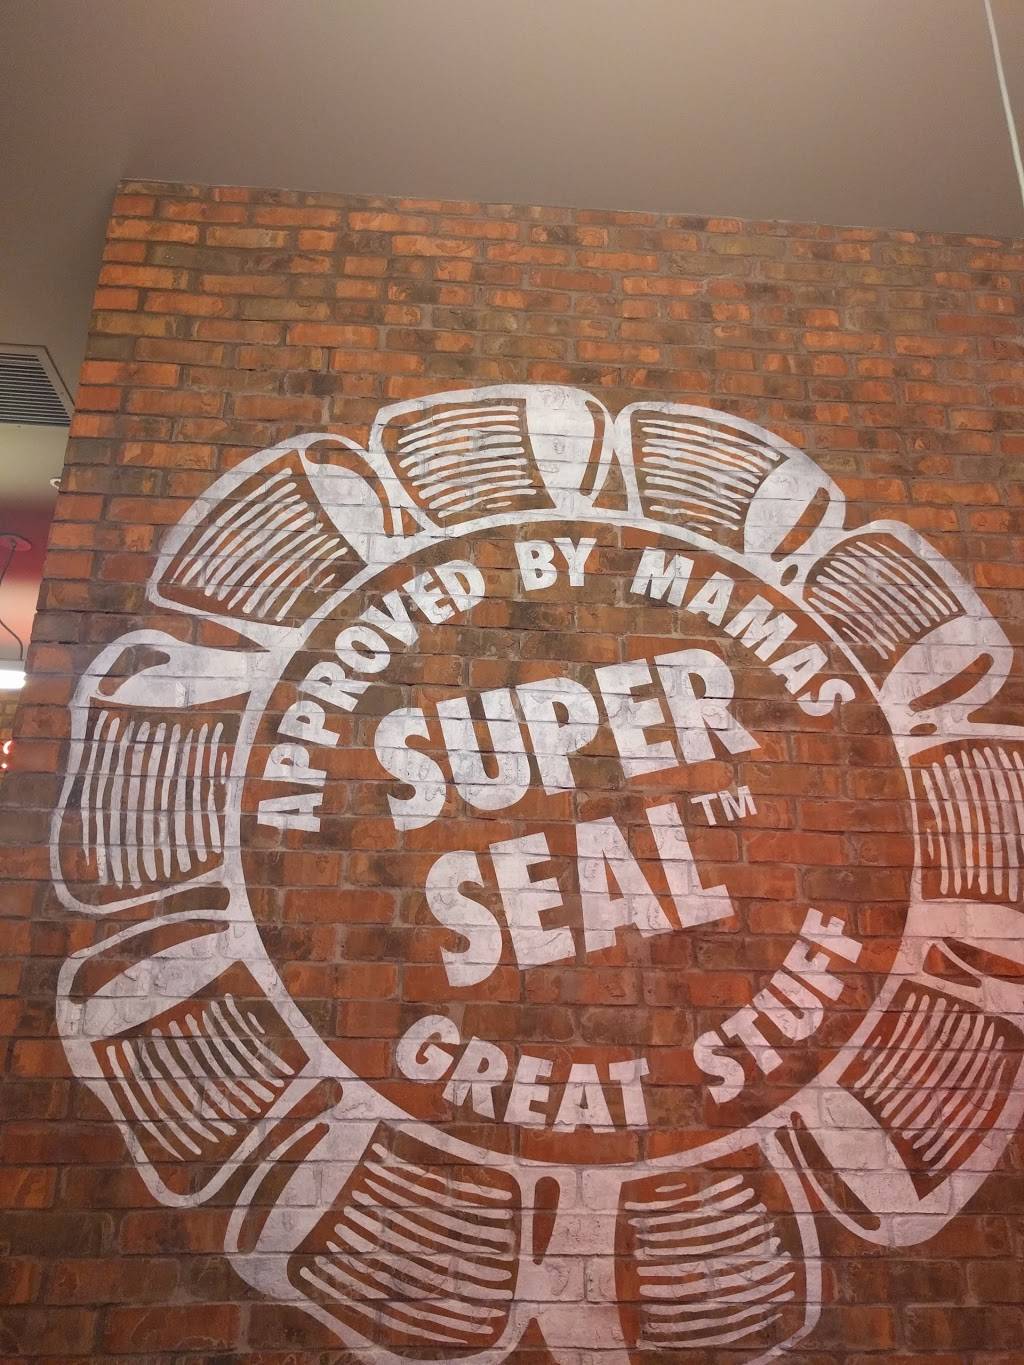 APPROVED BY MAMAS
SUPER
SEAL™
GREAT STUFF